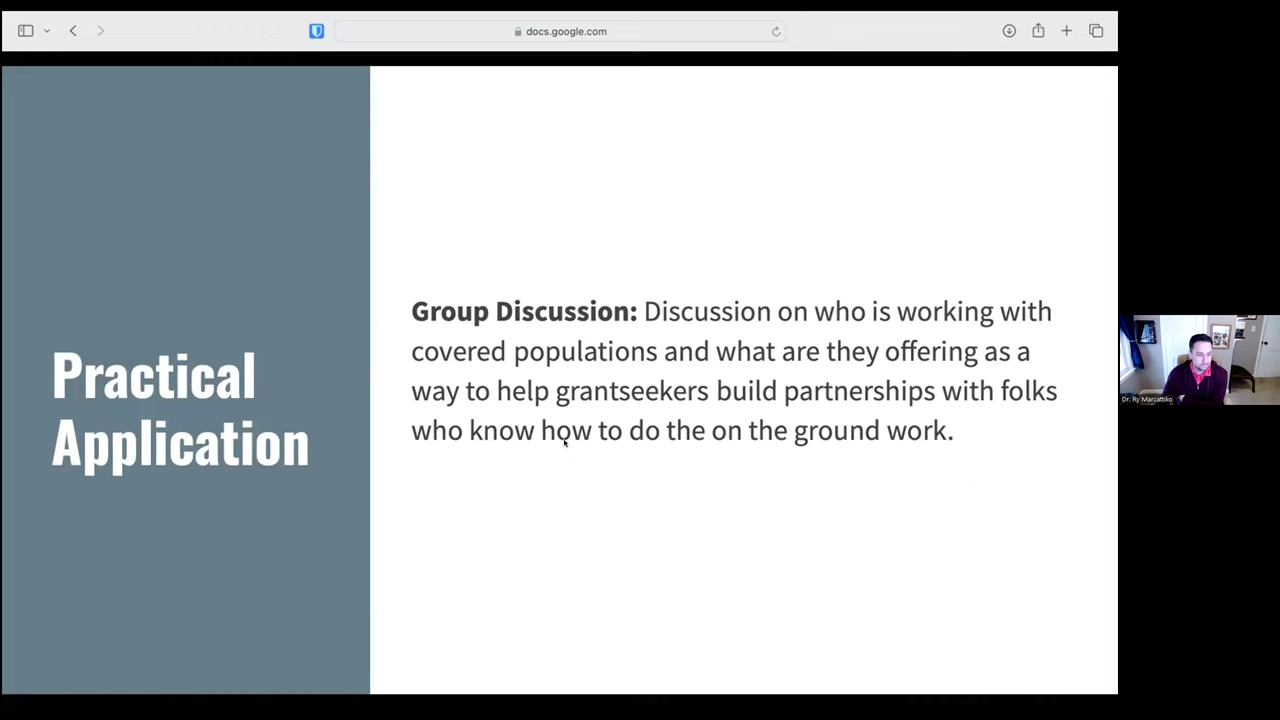 docs.google.com
Practical
Application
Group Discussion: Discussion on who is working with
covered populations and what are they offering as a
way to help grantseekers build partnerships with folks
who know how to do the on the ground work.
Dr. Ry Marcattilio